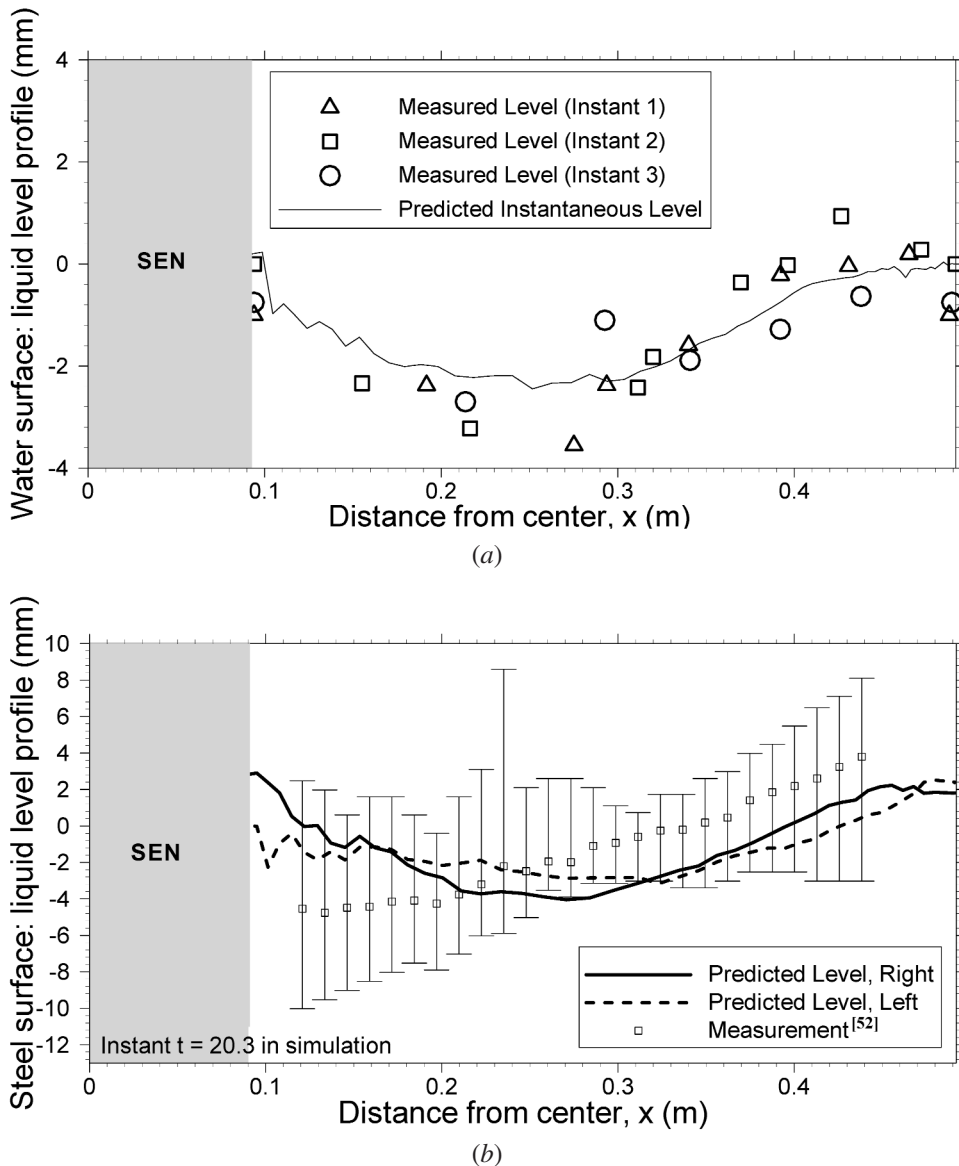 Water surface: liquid level profile (mm)
4
2
0
-2
-4
SEN
Measured Level (Instant 1)
Measured Level (Instant 2)
Measured Level (Instant 3)
Predicted Instantaneous Level
0
0.1
0.2
0.3
0.4
Distance from center, x (m)
(a)
Steel surface: liquid level profile (mm)
10
8
6
4
2
0
-2
-4
-6
-8
-10
-12
SEN
Predicted Level, Right
Predicted Level, Left
Measurement[52]
Instant t = 20.3 in simulation
0
0.1
0.2
0.3
0.4
Distance from center, x (m)
(b)